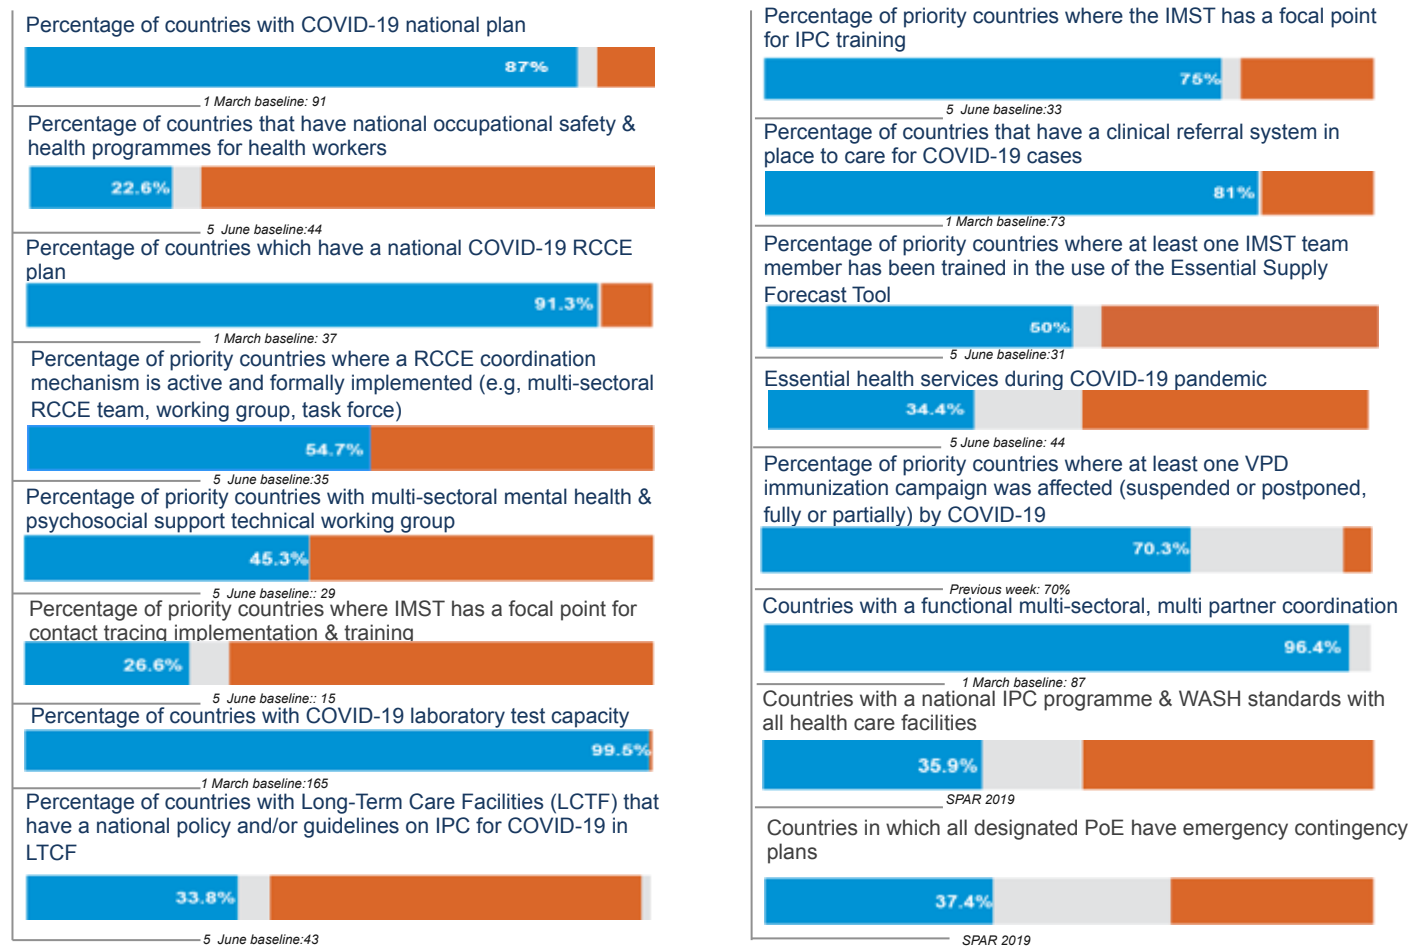 Percentage of countries with COVID-19 national plan
87%
1 March baseline: 91
Percentage of countries that have national occupational safety &
health programmes for health workers
22.6%
5 June baseline:44
Percentage of countries which have a national COVID-19 RCCE
plan
91.3%
1 March baseline: 37
Percentage of priority countries where a RCCE coordination
mechanism is active and formally implemented (e.g, multi-sectoral
RCCE team, working group, task force)
54.7%
5 June baseline:35
Percentage of priority countries with multi-sectoral mental health &
psychosocial support technical working group
45.3%
5 June baseline:: 29
Percentage of priority countries where IMST has a focal point for
contact tracing implementation & training
26.6%
5 June baseline:: 15
Percentage of countries with COVID-19 laboratory test capacity
99.5%
1 March baseline:165
Percentage of countries with Long-Term Care Facilities (LCTF) that
have a national policy and/or guidelines on IPC for COVID-19 in
LTCF
33.8%
5 June baseline:43
Percentage of priority countries where the IMST has a focal point
for IPC training
75%
5 June baseline:33
Percentage of countries that have a clinical referral system in
place to care for COVID-19 cases
81%
1 March baseline:73
Percentage of priority countries where at least one IMST team
member has been trained in the use of the Essential Supply
Forecast Tool
50%
5 June baseline:31
Essential health services during COVID-19 pandemic
34.4%
5 June baseline: 44
Percentage of priority countries where at least one VPD
immunization campaign was affected (suspended or postponed,
fully or partially) by COVID-19
70.3%
Previous week: 70%
Countries with a functional multi-sectoral, multi partner coordination
96.4%
1 March baseline: 87
Countries with a national IPC programme & WASH standards with
all health care facilities
35.9%
SPAR 2019
Countries in which all designated PoE have emergency contingency
plans
37.4%
SPAR 2019